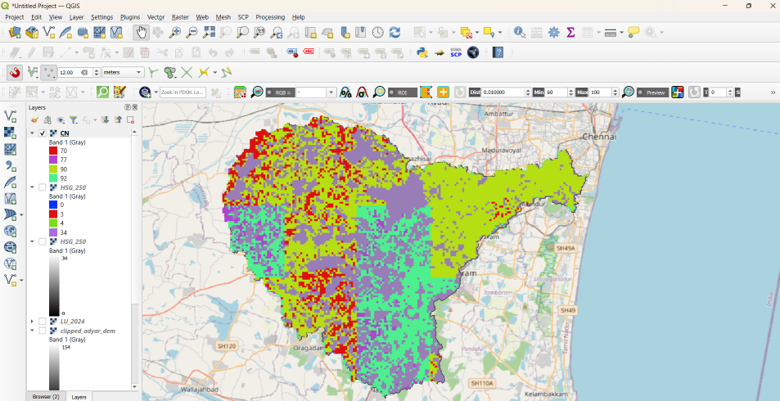 *Untitled Project — QGIS
Project Edit View Layer Settings Plugins Vector Raster Web Mesh SCP Processing Help
12.00 meters
Zoek in PDOK Lo... RGB = - ROI Dist 0.010000 Min 60 Max 100 Preview T 0 S
Layers
CN
Band 1 (Gray)
70
77
90
92
HSG_250
Band 1 (Gray)
0
3
4
34
HSG_250
Band 1 (Gray)
34
0
LU_2024
clipped_adyar_dem
Band 1 (Gray)
154
Browser (2) Layers
Ambattur
Chennai
Maduravoyal
SH49A
SH49
SH120
Oragadam
SH110A
Wallajahbad
Kelambakkam